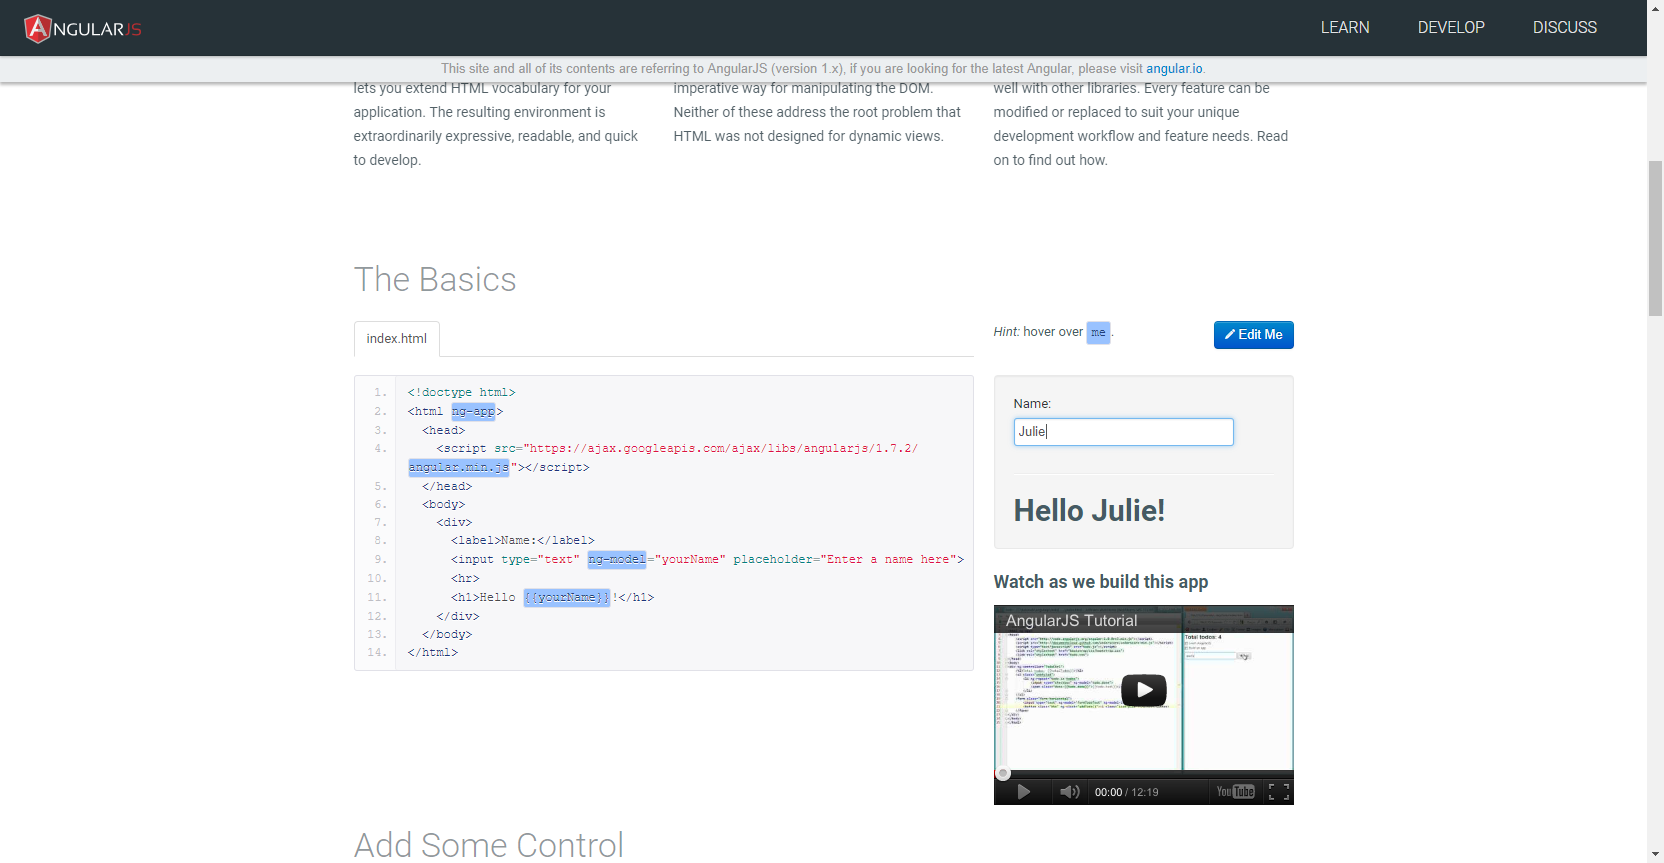 ANGULARJS
LEARN
DEVELOP
DISCUSS
This site and all of its contents are referring to AngularJS (version 1.x), if you are looking for the latest Angular, please visit angular.io.
lets you extend HTML vocabulary for your
application. The resulting environment is
extraordinarily expressive, readable, and quick
to develop.
imperative way for manipulating the DOM.
Neither of these address the root problem that
HTML was not designed for dynamic views.
well with other libraries. Every feature can be
modified or replaced to suit your unique
development workflow and feature needs. Read
on to find out how.
The Basics
index.html
1. <!doctype html>
2. <html ng-app>
3. <head>
4. <script src="https://ajax.googleapis.com/ajax/libs/angularjs/1.7.2/
angular.min.js"></script>
5. </head>
6. <body>
7. <div>
8. <label>Name:</label>
9. <input type="text" ng-model="yourName" placeholder="Enter a name here">
10. <hr>
11. <h1>Hello {{yourName}}!</h1>
12. </div>
13. </body>
14. </html>
Hint: hover over me.
Edit Me
Name:
Julie
Hello Julie!
Watch as we build this app
AngularJS Tutorial
Total todos: 4
00:00 / 12:19
YouTube
Add Some Control